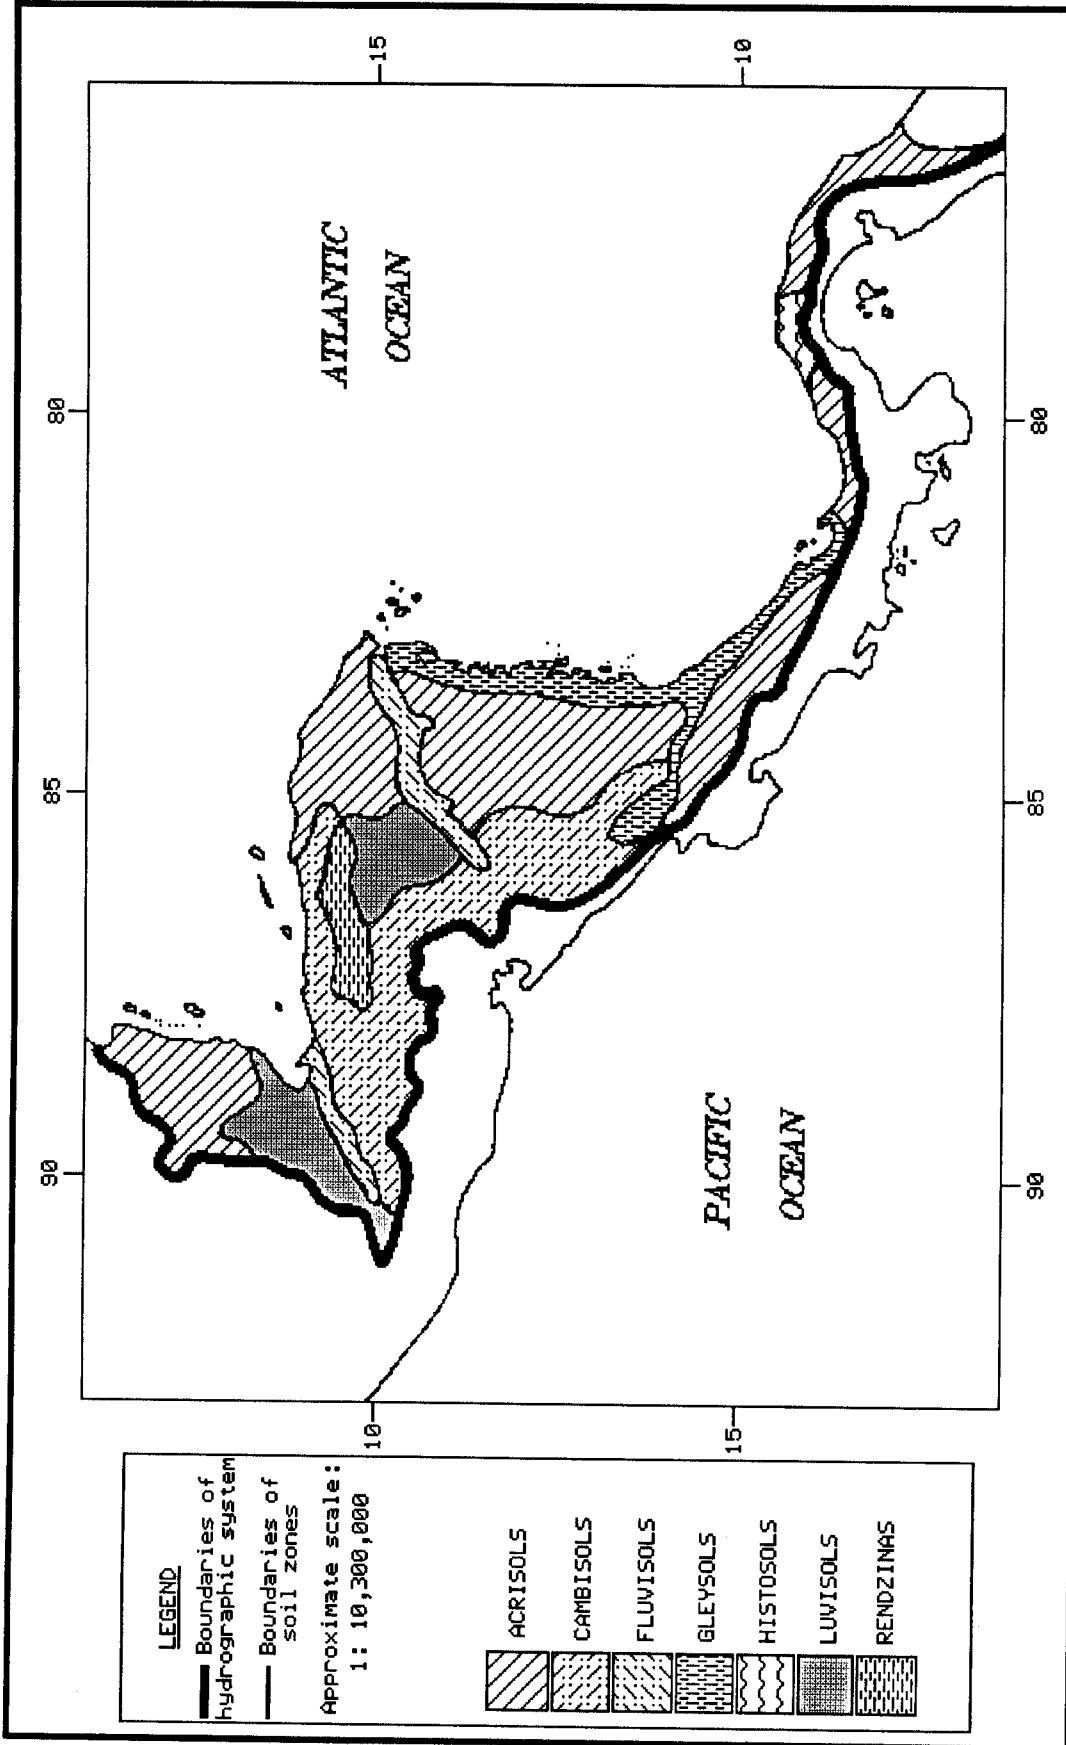 LEGEND
Boundaries of
hydrographic system
Boundaries of
soil zones
Approximate scale:
1: 10,300,000
ACRISOLS
CAMBISOLS
FLUVISOLS
GLEYSOLS
HISTOSOLS
LUVISOLS
RENDZINAS
90
85
80
15
10
ATLANTIC
OCEAN
PACIFIC
OCEAN
10
15
90
85
80